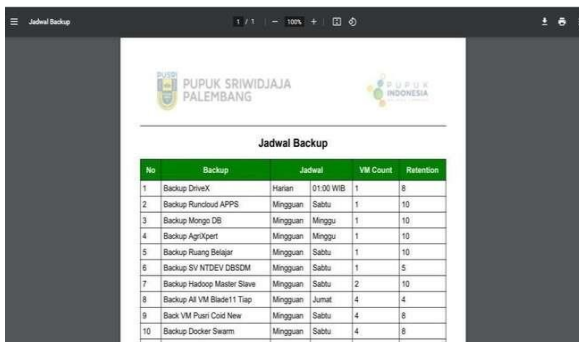 Jadwal Backup
1 / 1 | − 100% +
PUSRI
PUPUK SRIWIDJAJA
PALEMBANG
PUPUK
INDONESIA
Jadwal Backup
No Backup Jadwal VM Count Retention
1 Backup DriveX Harian 01:00 WIB 1 8
2 Backup Runcloud APPS Mingguan Sabtu 1 10
3 Backup Mongo DB Mingguan Minggu 1 10
4 Backup AgriXpert Mingguan Minggu 1 10
5 Backup Ruang Belajar Mingguan Sabtu 1 10
6 Backup SV NTDEV DBSDM Mingguan Sabtu 1 5
7 Backup Hadoop Master Slave Mingguan Sabtu 2 10
8 Backup All VM Blade11 Tiap Mingguan Jumat 4 4
9 Back VM Pusri Coid New Mingguan Sabtu 4 8
10 Backup Docker Swarm Mingguan Sabtu 4 8